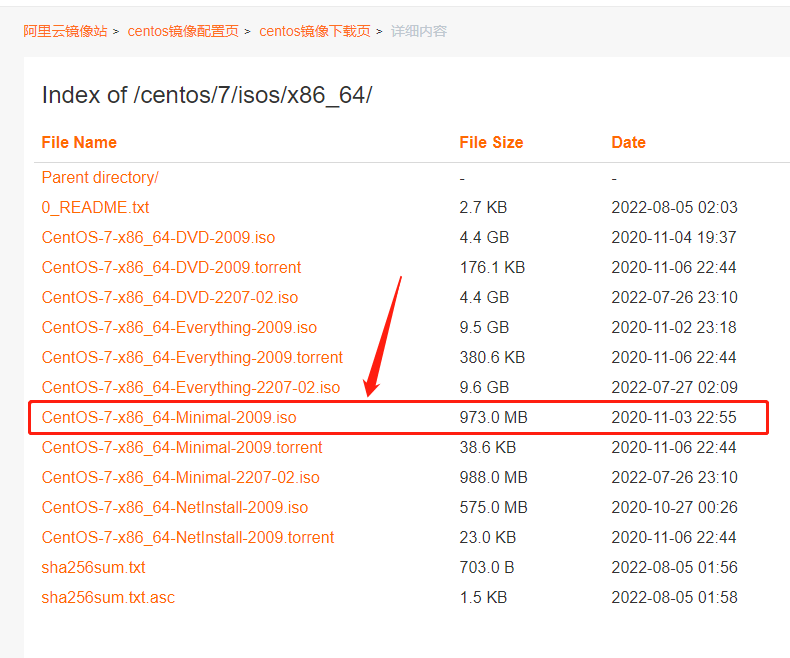 阿里云镜像站 > centos镜像配置页 > centos镜像下载页 > 详细内容
Index of /centos/7/isos/x86_64/
File Name File Size Date
Parent directory/ - -
0_README.txt 2.7 KB 2022-08-05 02:03
CentOS-7-x86_64-DVD-2009.iso 4.4 GB 2020-11-04 19:37
CentOS-7-x86_64-DVD-2009.torrent 176.1 KB 2020-11-06 22:44
CentOS-7-x86_64-DVD-2207-02.iso 4.4 GB 2022-07-26 23:10
CentOS-7-x86_64-Everything-2009.iso 9.5 GB 2020-11-02 23:18
CentOS-7-x86_64-Everything-2009.torrent 380.6 KB 2020-11-06 22:44
CentOS-7-x86_64-Everything-2207-02.iso 9.6 GB 2022-07-27 02:09
CentOS-7-x86_64-Minimal-2009.iso 973.0 MB 2020-11-03 22:55
CentOS-7-x86_64-Minimal-2009.torrent 38.6 KB 2020-11-06 22:44
CentOS-7-x86_64-Minimal-2207-02.iso 988.0 MB 2022-07-26 23:10
CentOS-7-x86_64-NetInstall-2009.iso 575.0 MB 2020-10-27 00:26
CentOS-7-x86_64-NetInstall-2009.torrent 23.0 KB 2020-11-06 22:44
sha256sum.txt 703.0 B 2022-08-05 01:56
sha256sum.txt.asc 1.5 KB 2022-08-05 01:58